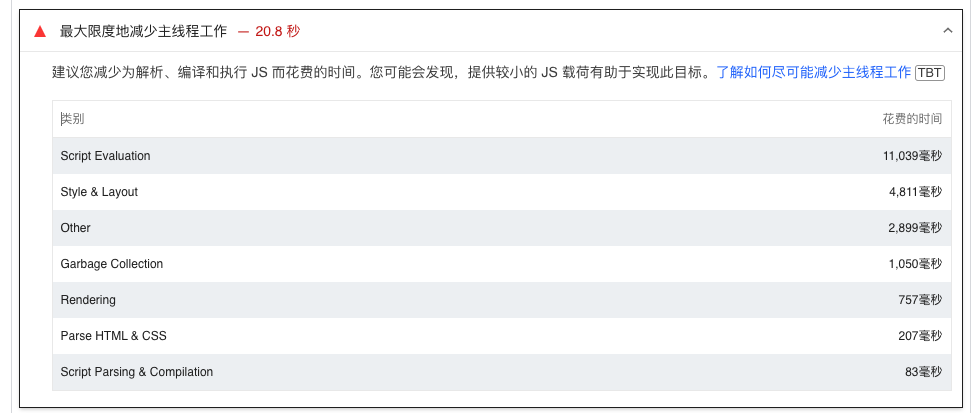 最大限度地减少主线程工作 — 20.8 秒
建议您减少为解析、编译和执行 JS 而花费的时间。您可能会发现，提供较小的 JS 载荷有助于实现此目标。了解如何尽可能减少主线程工作 TBT
类别 花费的时间
Script Evaluation 11,039毫秒
Style & Layout 4,811毫秒
Other 2,899毫秒
Garbage Collection 1,050毫秒
Rendering 757毫秒
Parse HTML & CSS 207毫秒
Script Parsing & Compilation 83毫秒